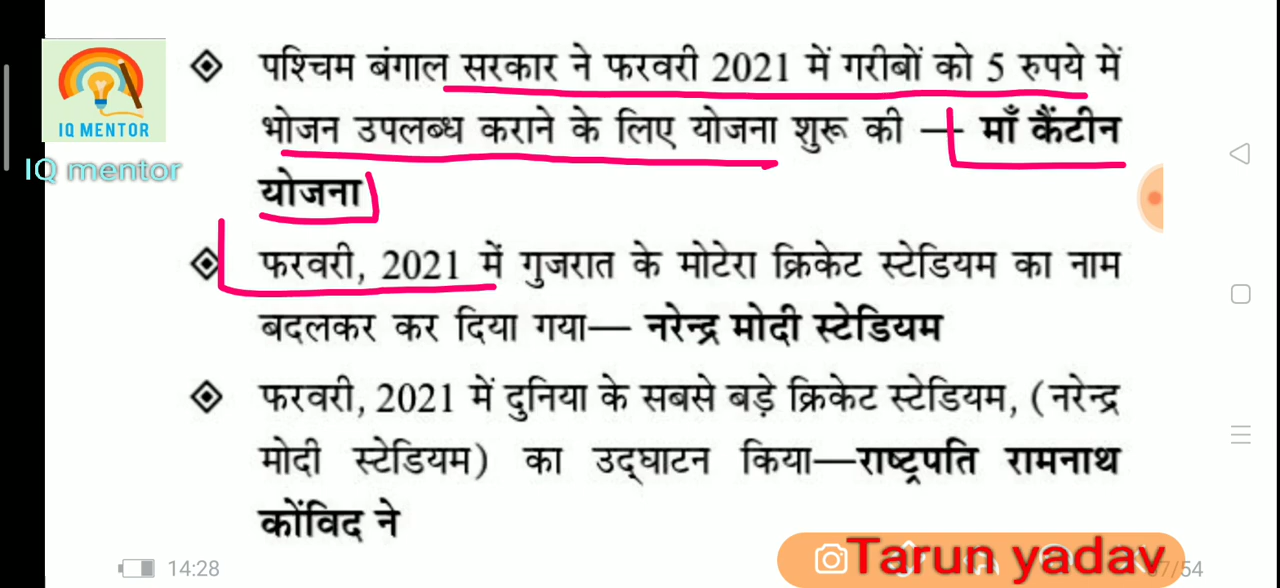 IQ MENTOR
IQ mentor
पश्चिम बंगाल सरकार ने फरवरी 2021 में गरीबों को 5 रुपये में
भोजन उपलब्ध कराने के लिए योजना शुरू की — माँ कैंटीन
योजना
फरवरी, 2021 में गुजरात के मोटेरा क्रिकेट स्टेडियम का नाम
बदलकर कर दिया गया— नरेन्द्र मोदी स्टेडियम
फरवरी, 2021 में दुनिया के सबसे बड़े क्रिकेट स्टेडियम, (नरेन्द्र
मोदी स्टेडियम) का उद्घाटन किया—राष्ट्रपति रामनाथ
कोंविद ने
14:28
Tarun yadav
/54